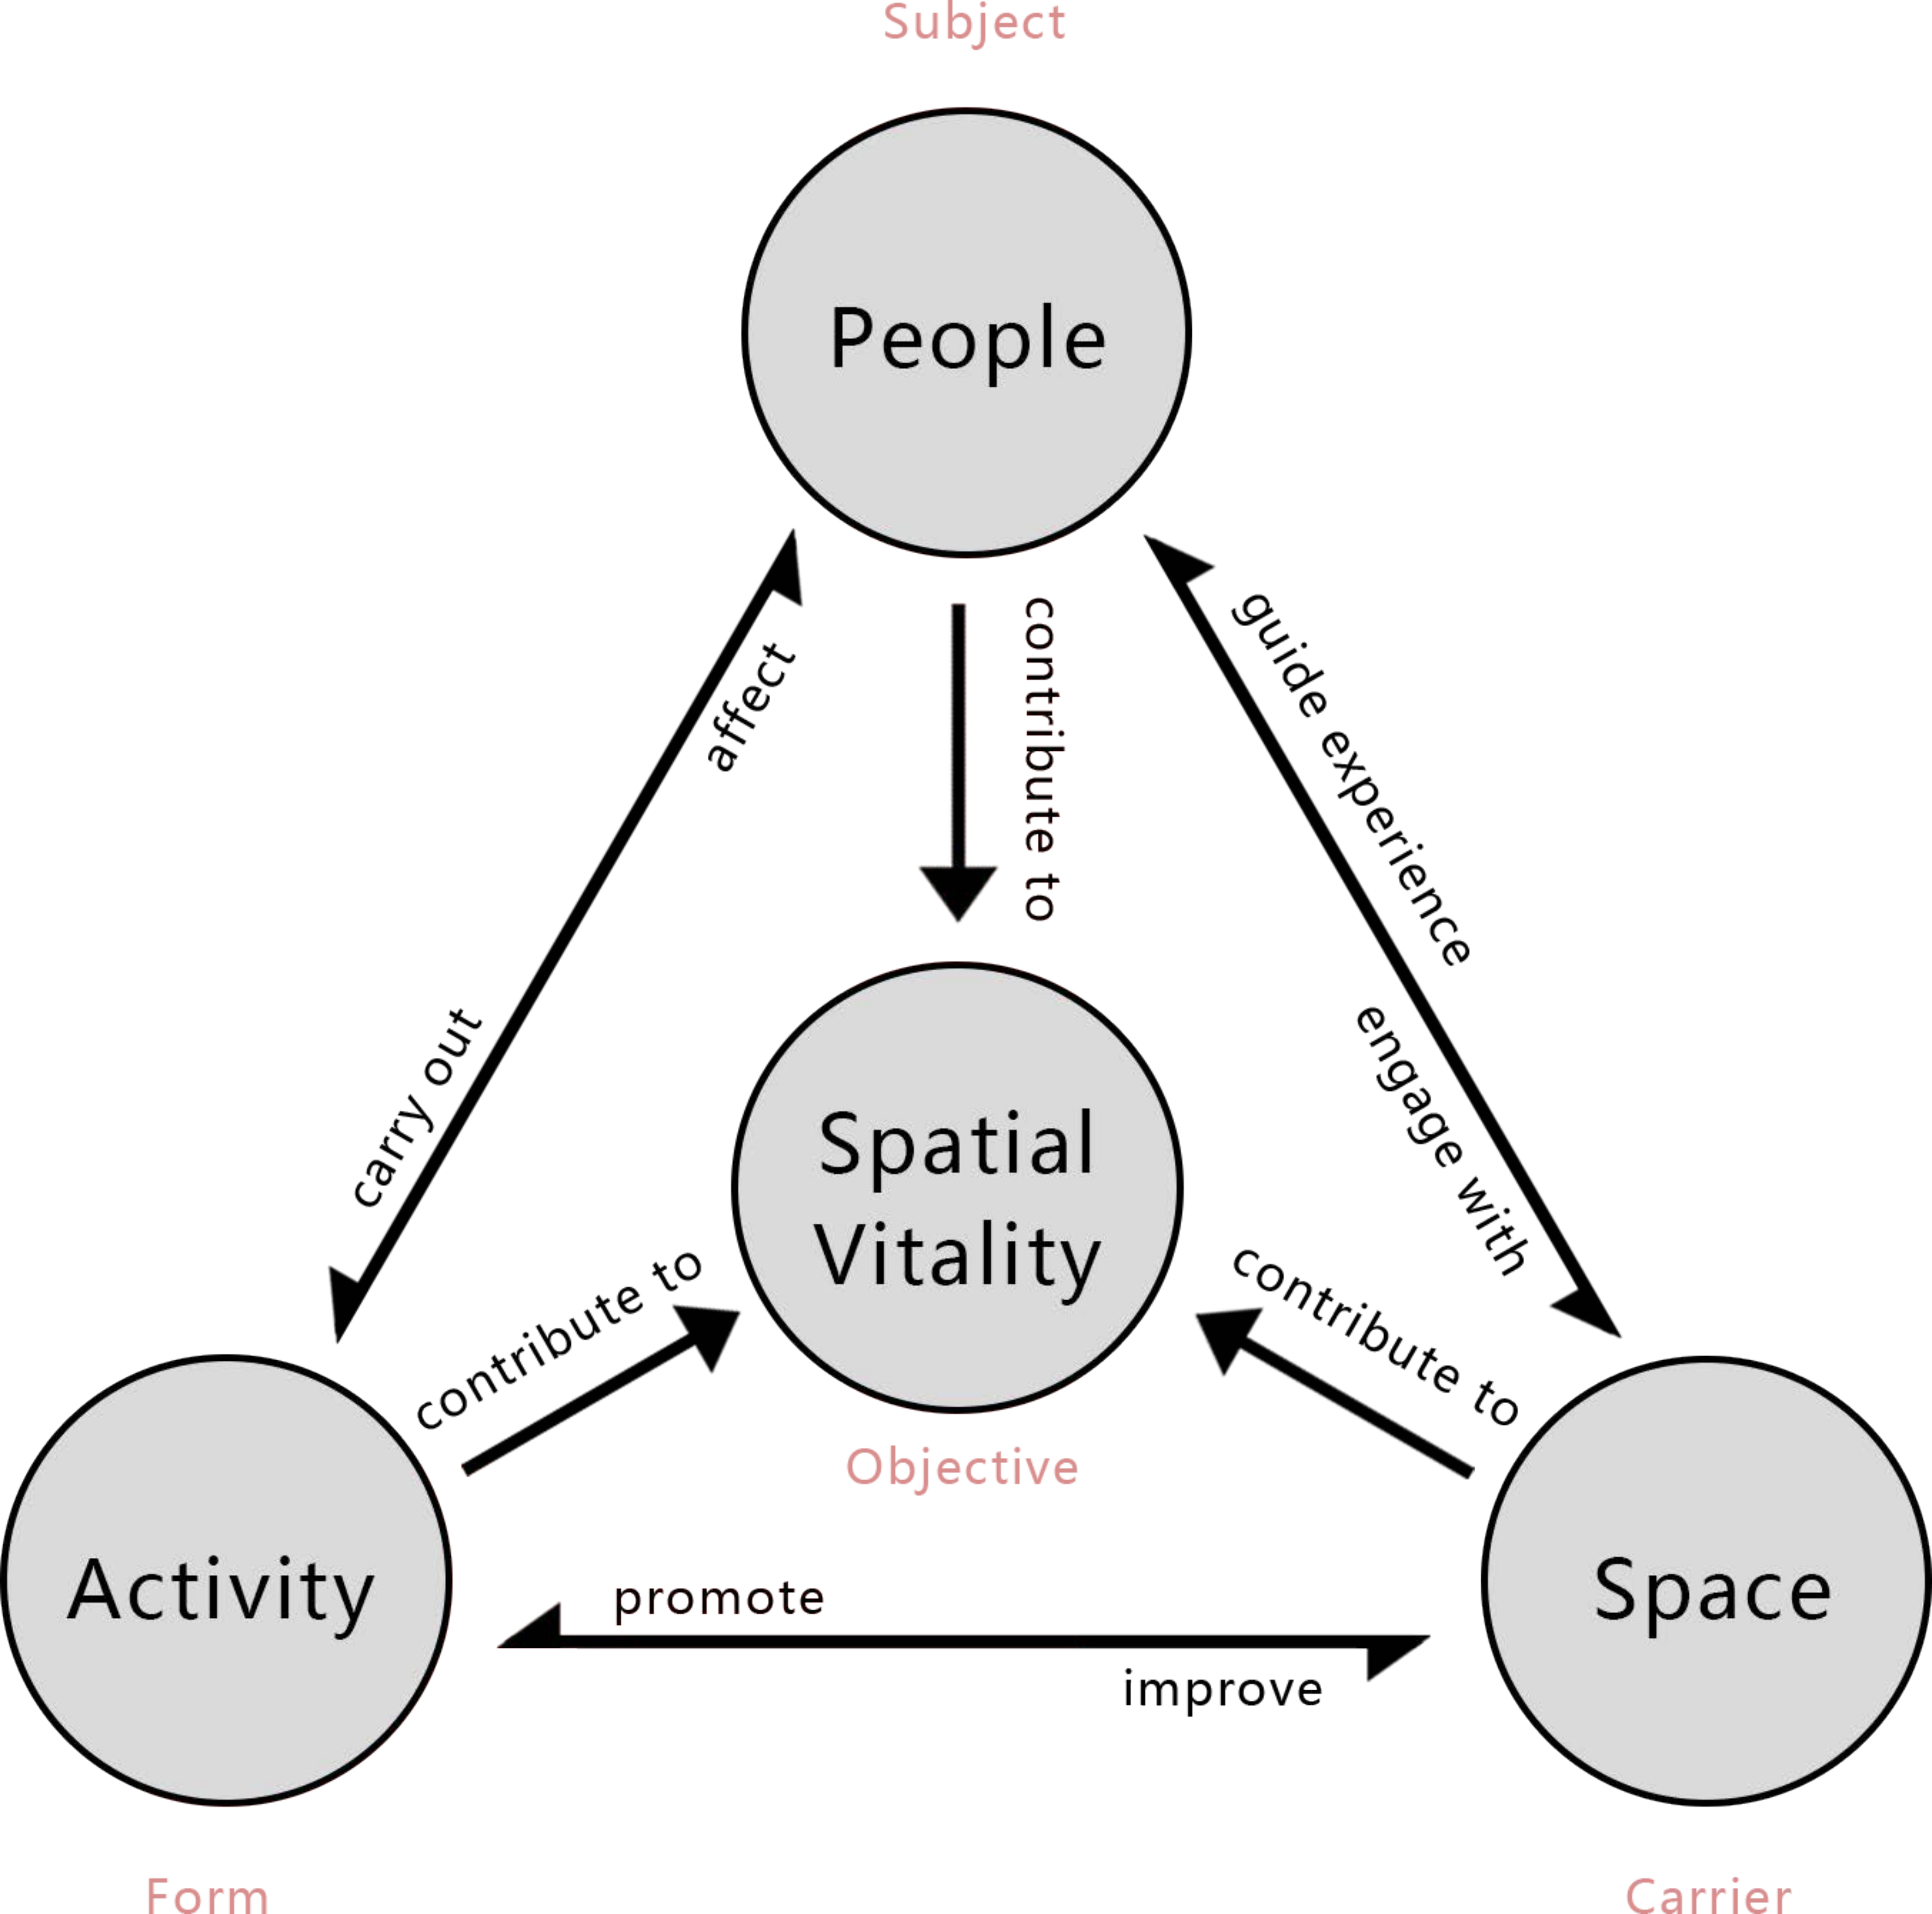 Subject
People
affect
contribute to
guide experience
carry out
engage with
Spatial
Vitality
contribute to
contribute to
Objective
Activity
Space
promote
improve
Form
Carrier